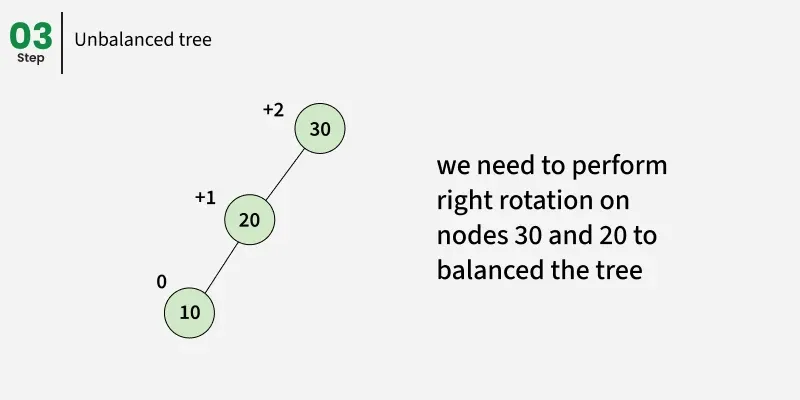 03
Step
Unbalanced tree
+2
30
+1
20
0
10
we need to perform
right rotation on
nodes 30 and 20 to
balanced the tree